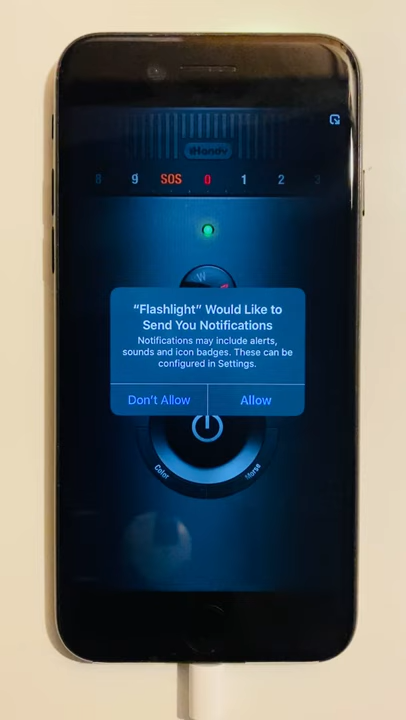 iHandy
8 9 SOS 0 1 2 3
W
“Flashlight” Would Like to
Send You Notifications
Notifications may include alerts,
sounds and icon badges. These can be
configured in Settings.
Don’t Allow Allow
Color Morse